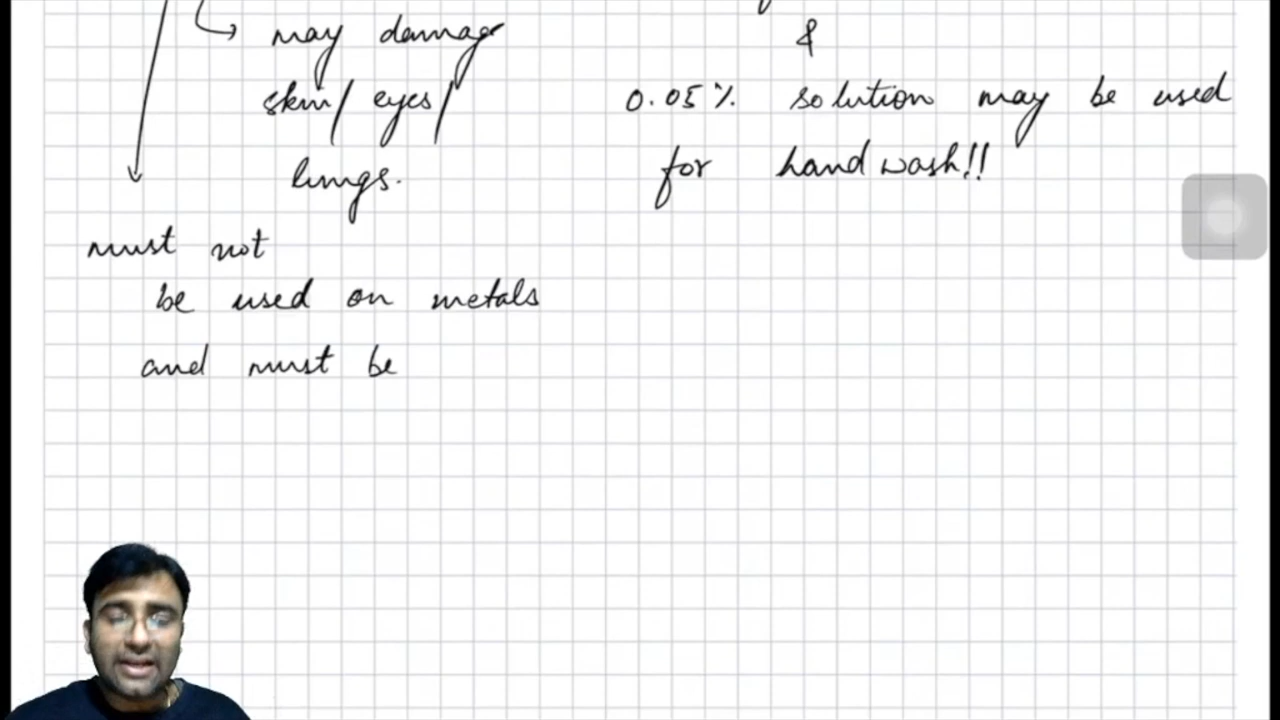 may damage
skin/ eyes/
lungs.
must not
be used on metals
and must be
&
0.05% solution may be used
for hand wash!!